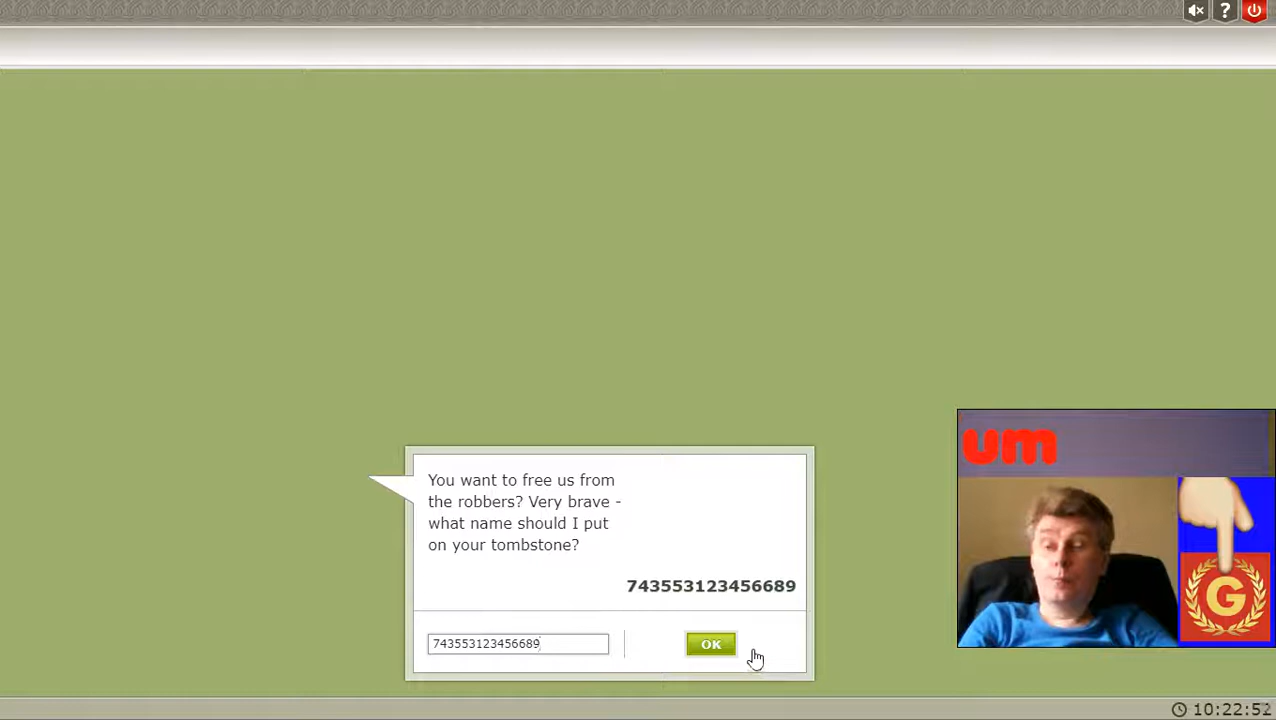 ?
You want to free us from
the robbers? Very brave -
what name should I put
on your tombstone?
743553123456689
743553123456689
OK
um
G
10:22:52